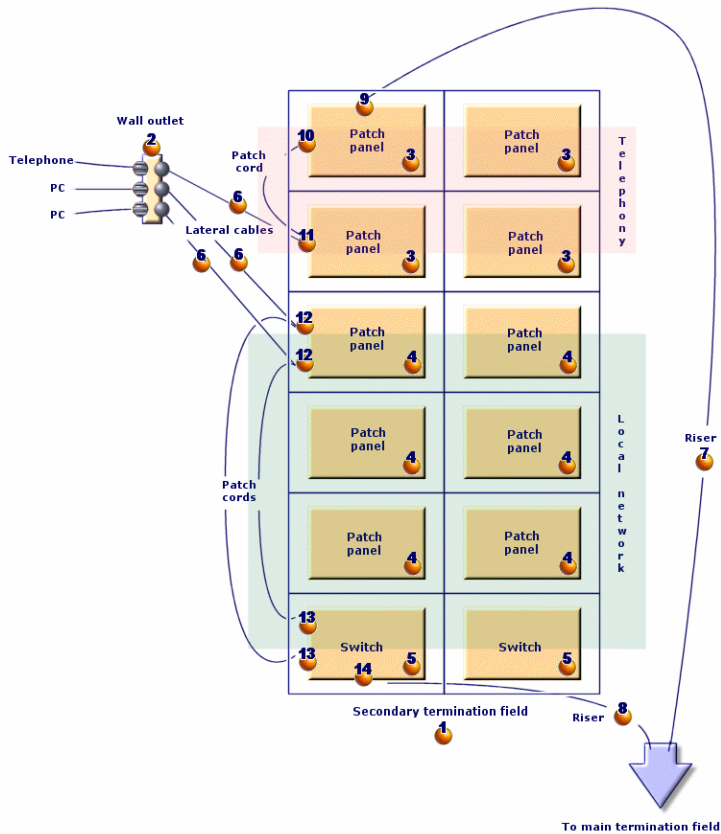 9
Wall outlet
2
10
Patch
panel
3
Patch
panel
3
Telephony
Telephone
Patch
cord
PC
6
PC
Lateral cables
11
Patch
panel
3
Patch
panel
3
6
6
12
12
Patch
panel
4
Patch
panel
4
Local network
Patch
panel
4
Patch
panel
4
Riser
7
Patch
cords
Patch
panel
4
Patch
panel
4
13
13
Switch
5
14
Switch
5
Secondary termination field
1
Riser
8
To main termination field